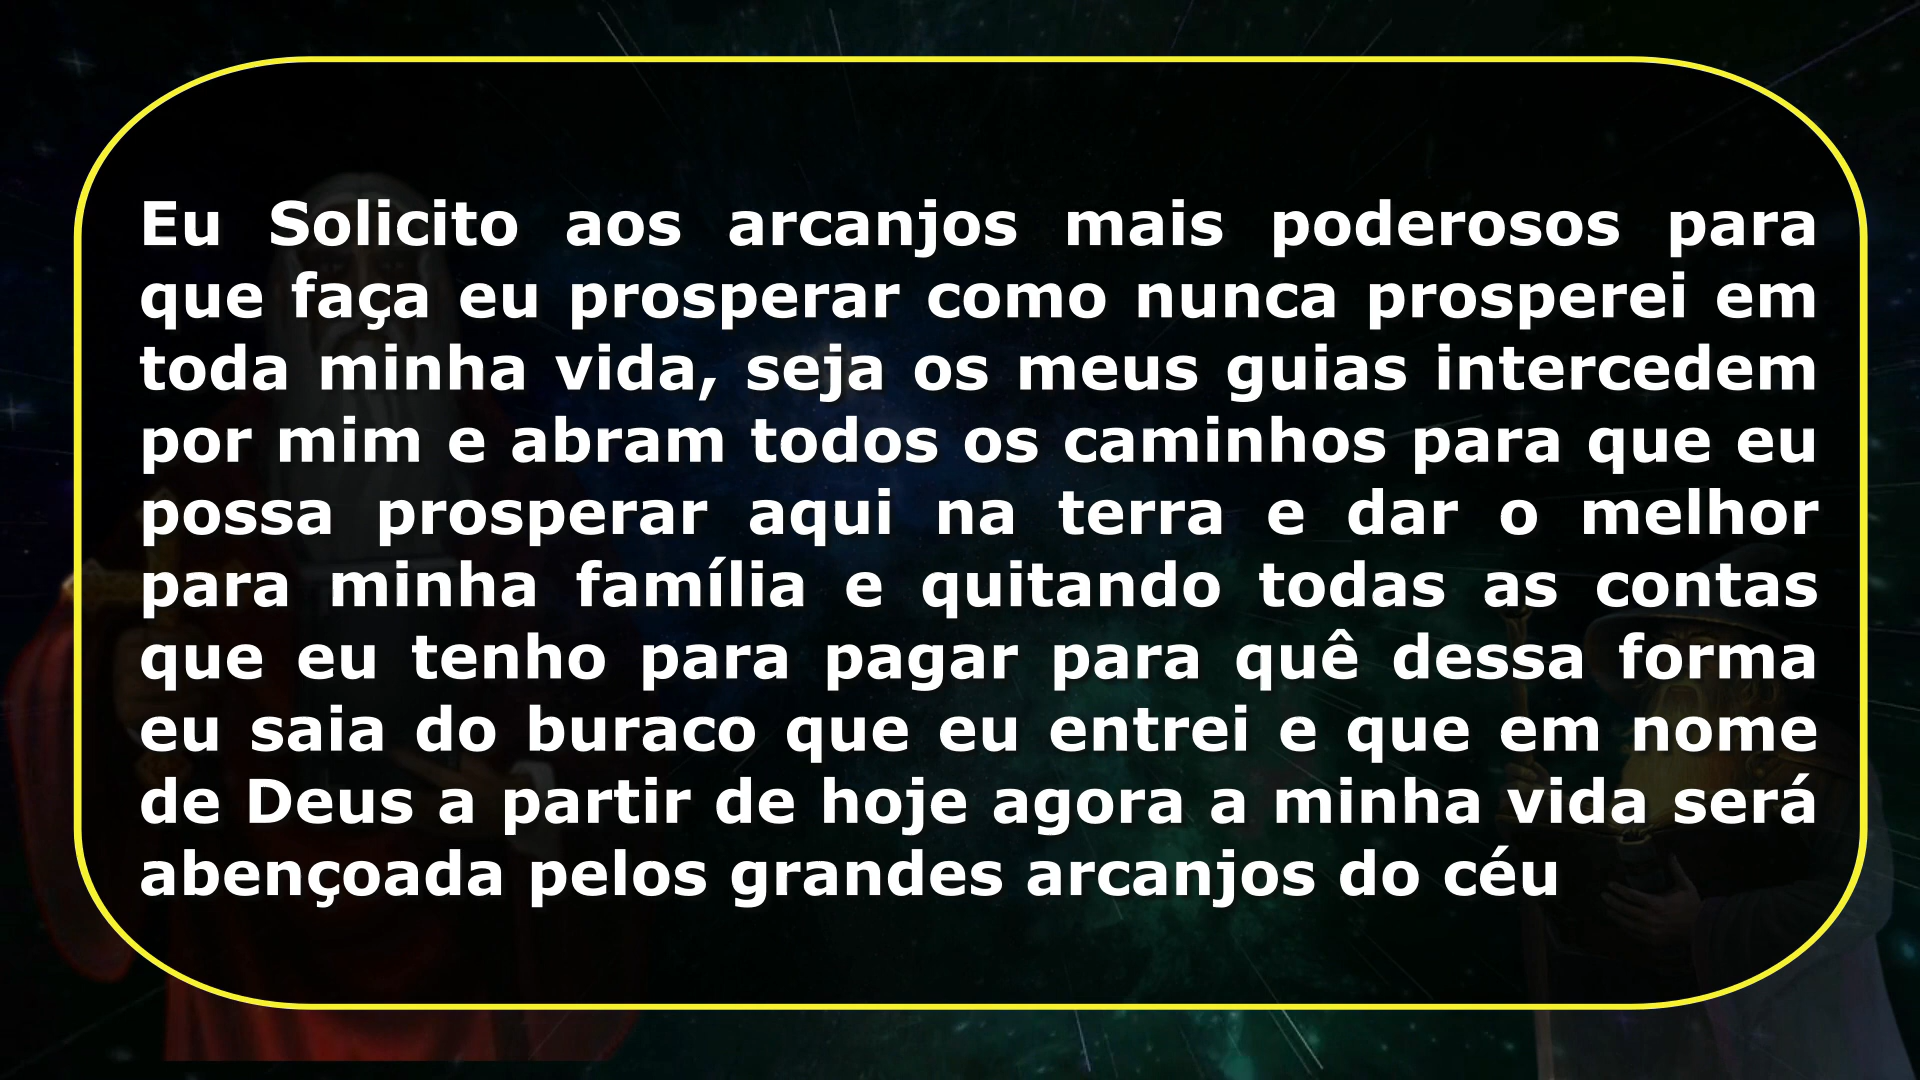 Eu Solicito aos arcanjos mais poderosos para
que faça eu prosperar como nunca prosperei em
toda minha vida, seja os meus guias intercedem
por mim e abram todos os caminhos para que eu
possa prosperar aqui na terra e dar o melhor
para minha família e quitando todas as contas
que eu tenho para pagar para quê dessa forma
eu saia do buraco que eu entrei e que em nome
de Deus a partir de hoje agora a minha vida será
abençoada pelos grandes arcanjos do céu